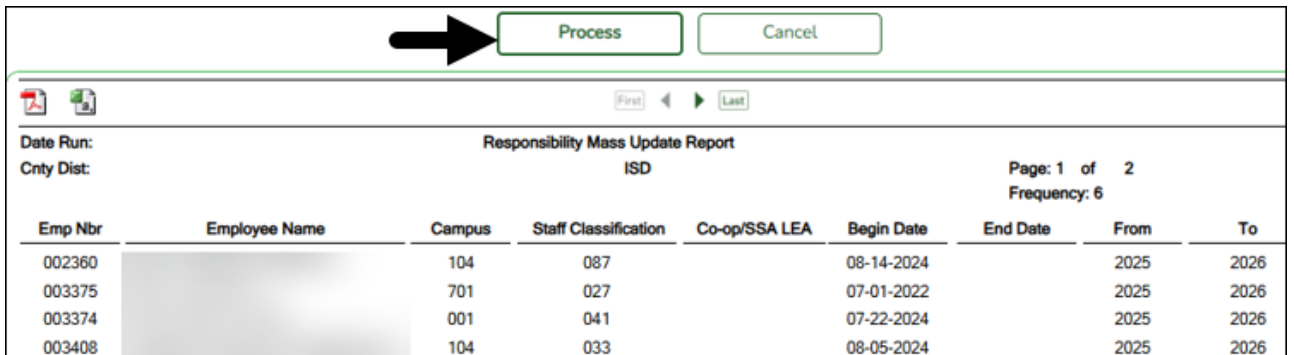 Process Cancel
First Last
Date Run: Responsibility Mass Update Report
Cnty Dist: ISD Page: 1 of 2
Frequency: 6
Emp Nbr Employee Name Campus Staff Classification Co-op/SSA LEA Begin Date End Date From To
002360 104 087 08-14-2024 2025 2026
003375 701 027 07-01-2022 2025 2026
003374 001 041 07-22-2024 2025 2026
003408 104 033 08-05-2024 2025 2026